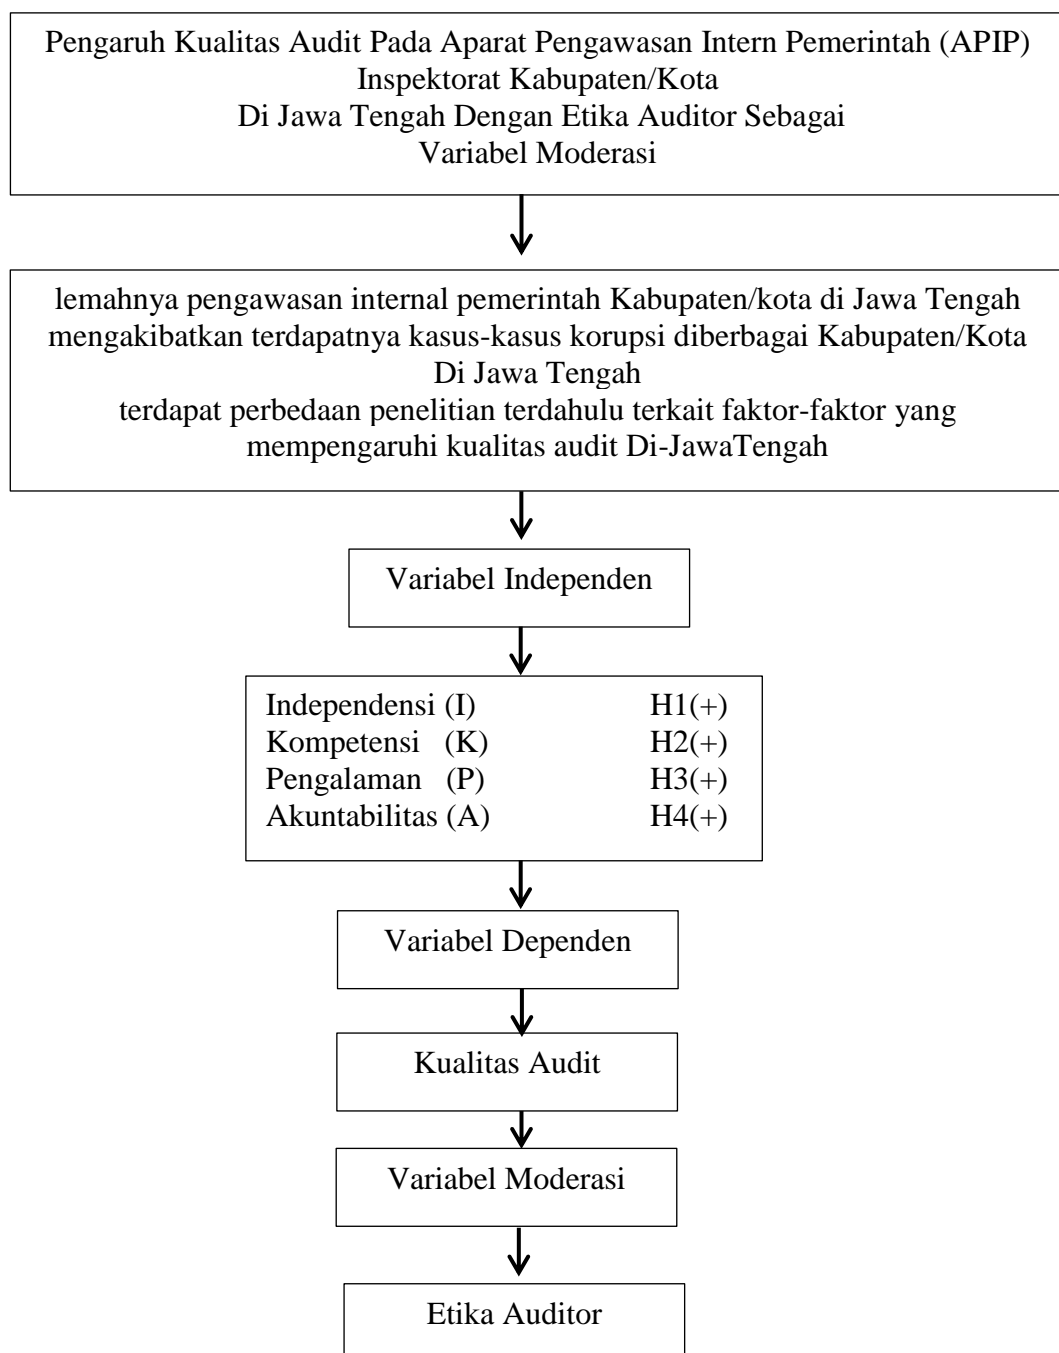 Pengaruh Kualitas Audit Pada Aparat Pengawasan Intern Pemerintah (APIP)
Inspektorat Kabupaten/Kota
Di Jawa Tengah Dengan Etika Auditor Sebagai
Variabel Moderasi
lemahnya pengawasan internal pemerintah Kabupaten/kota di Jawa Tengah
mengakibatkan terdapatnya kasus-kasus korupsi diberbagai Kabupaten/Kota
Di Jawa Tengah
terdapat perbedaan penelitian terdahulu terkait faktor-faktor yang
mempengaruhi kualitas audit Di-JawaTengah
Variabel Independen
Independensi (I) H1(+)
Kompetensi (K) H2(+)
Pengalaman (P) H3(+)
Akuntabilitas (A) H4(+)
Variabel Dependen
Kualitas Audit
Variabel Moderasi
Etika Auditor